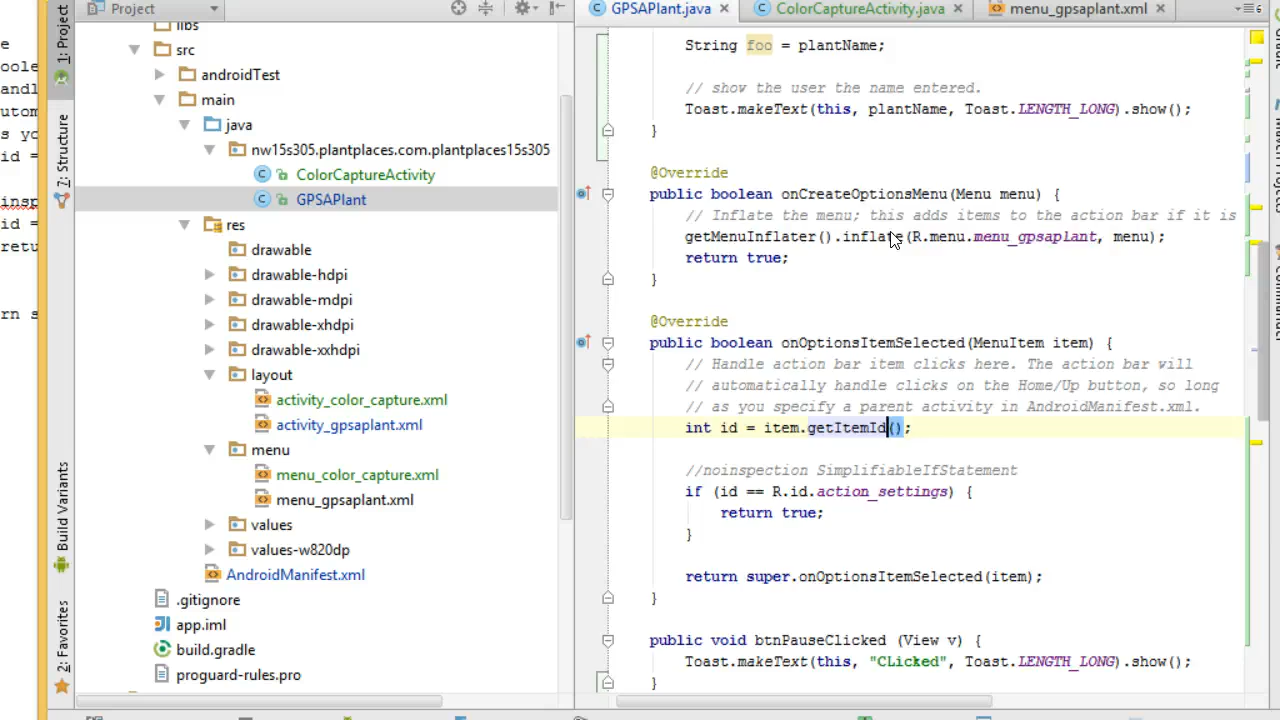 Project
GPSAPlant.java
ColorCaptureActivity.java
menu_gpsaplant.xml
1: Project
7: Structure
Build Variants
2: Favorites
libs
src
androidTest
main
java
nw15s305.plantplaces.com.plantplaces15s305
ColorCaptureActivity
GPSAPlant
res
drawable
drawable-hdpi
drawable-mdpi
drawable-xhdpi
drawable-xxhdpi
layout
activity_color_capture.xml
activity_gpsaplant.xml
menu
menu_color_capture.xml
menu_gpsaplant.xml
values
values-w820dp
AndroidManifest.xml
.gitignore
app.iml
build.gradle
proguard-rules.pro
String foo = plantName;
// show the user the name entered.
Toast.makeText(this, plantName, Toast.LENGTH_LONG).show();
}
@Override
public boolean onCreateOptionsMenu(Menu menu) {
// Inflate the menu; this adds items to the action bar if it is
getMenuInflater().inflate(R.menu.menu_gpsaplant, menu);
return true;
}
@Override
public boolean onOptionsItemSelected(MenuItem item) {
// Handle action bar item clicks here. The action bar will
// automatically handle clicks on the Home/Up button, so long
// as you specify a parent activity in AndroidManifest.xml.
int id = item.getItemId();
//noinspection SimplifiableIfStatement
if (id == R.id.action_settings) {
return true;
}
return super.onOptionsItemSelected(item);
}
public void btnPauseClicked (View v) {
Toast.makeText(this, "CLicked", Toast.LENGTH_LONG).show();
}